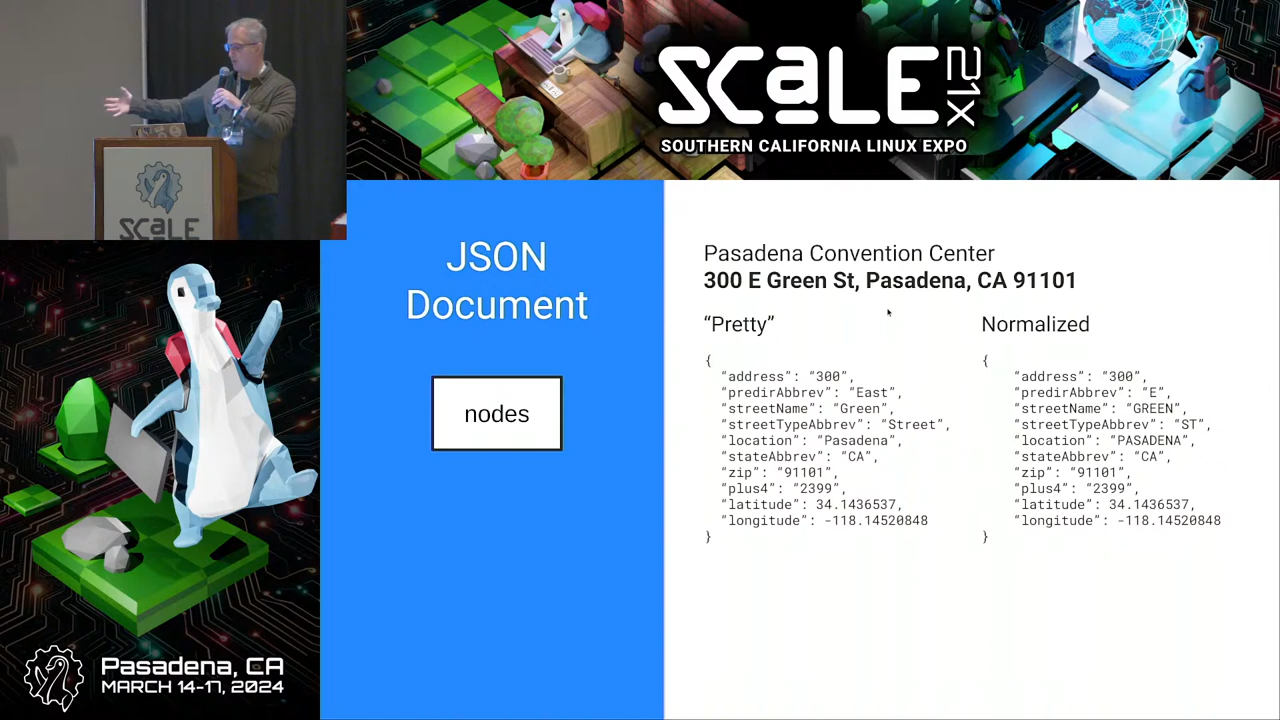 SCaLE 21X
SOUTHERN CALIFORNIA LINUX EXPO
SCaLE
JSON
Document
nodes
Pasadena Convention Center
300 E Green St, Pasadena, CA 91101
“Pretty”
{
"address": "300",
"predirAbbrev": "East",
"streetName": "Green",
"streetTypeAbbrev": "Street",
"location": "Pasadena",
"stateAbbrev": "CA",
"zip": "91101",
"plus4": "2399",
"latitude": 34.1436537,
"longitude": -118.14520848
}
Normalized
{
"address": "300",
"predirAbbrev": "E",
"streetName": "GREEN",
"streetTypeAbbrev": "ST",
"location": "PASADENA",
"stateAbbrev": "CA",
"zip": "91101",
"plus4": "2399",
"latitude": 34.1436537,
"longitude": -118.14520848
}
Pasadena, CA
MARCH 14-17, 2024